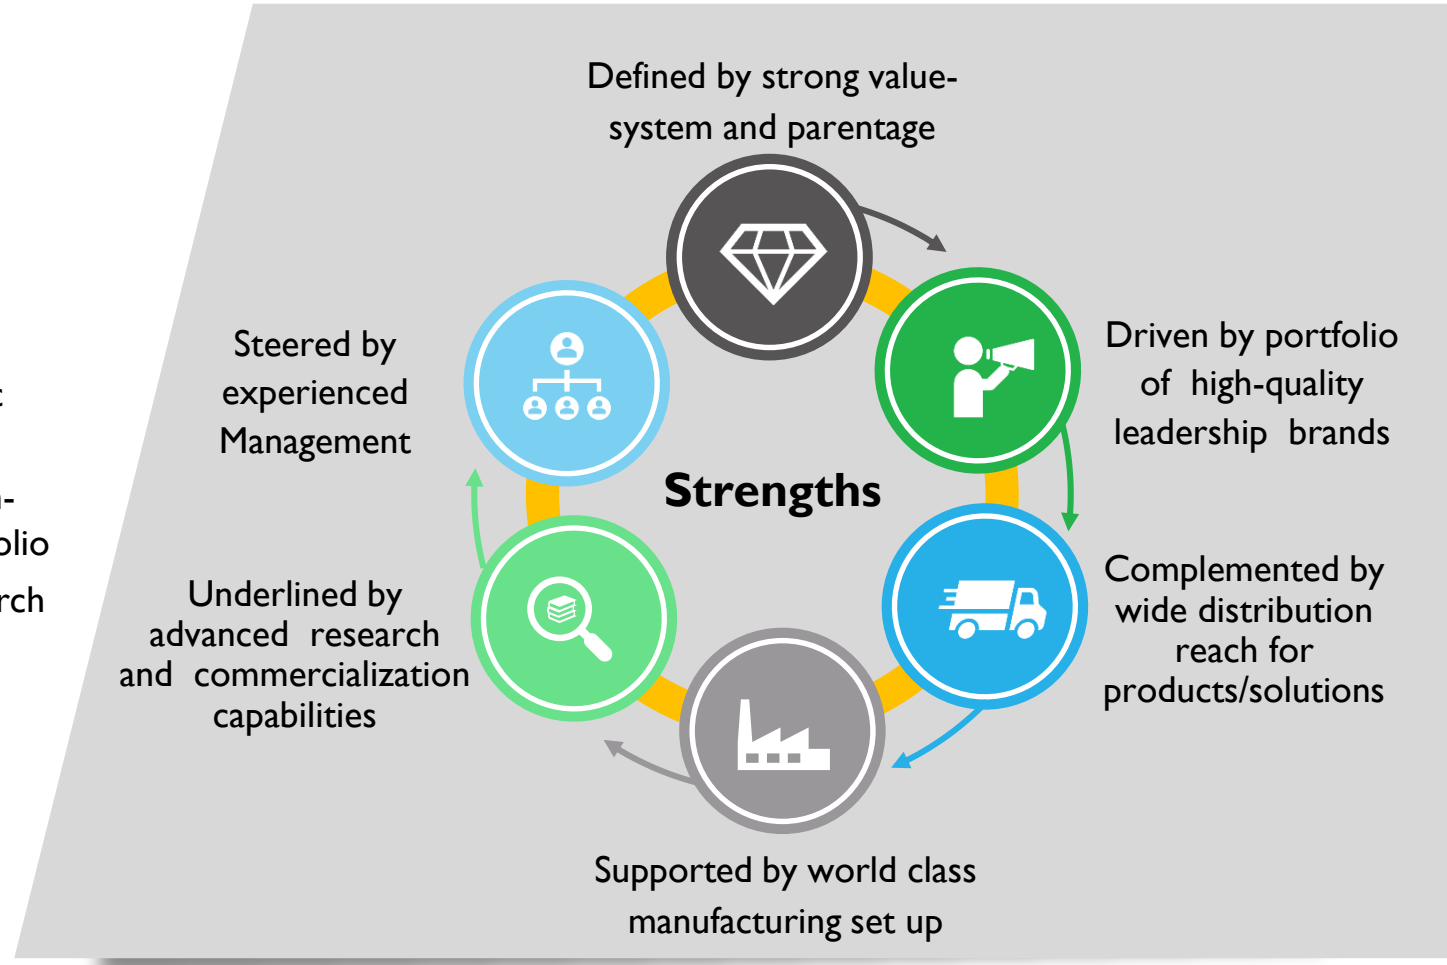 Defined by strong value-
system and parentage
Driven by portfolio
of high-quality
leadership brands
Complemented by
wide distribution
reach for
products/solutions
Supported by world class
manufacturing set up
Underlined by
advanced research
and commercialization
capabilities
Steered by
experienced
Management
Strengths